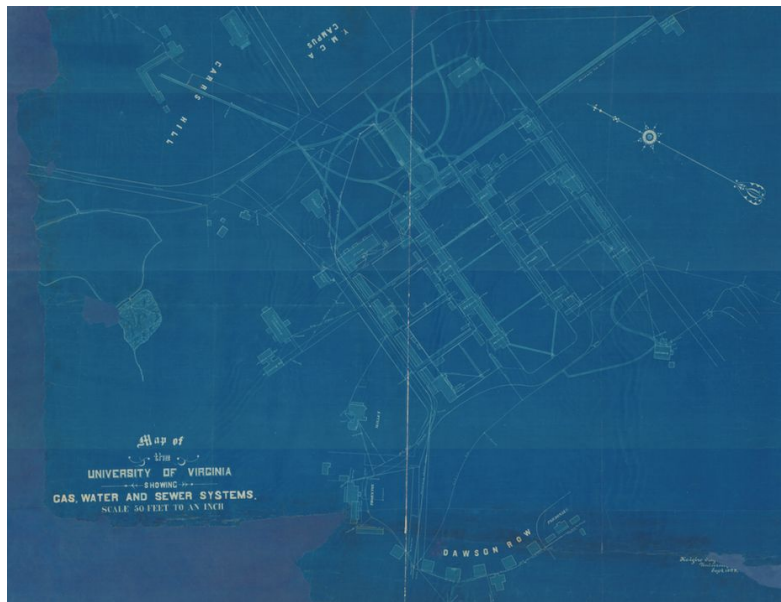 Y M C A
CAMPUS
CARRS HILL
Map of
the
UNIVERSITY OF VIRGINIA
SHOWING
GAS, WATER AND SEWER SYSTEMS.
SCALE 50 FEET TO AN INCH
DAWSON ROW